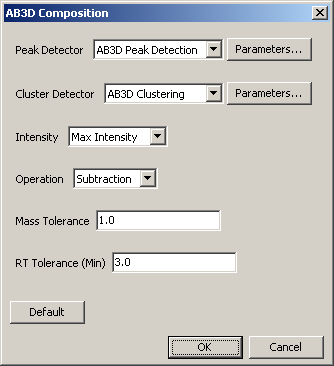 AB3D Composition
Peak Detector AB3D Peak Detection Parameters...
Cluster Detector AB3D Clustering Parameters...
Intensity Max Intensity
Operation Subtraction
Mass Tolerance 1.0
RT Tolerance (Min) 3.0
Default
OK Cancel